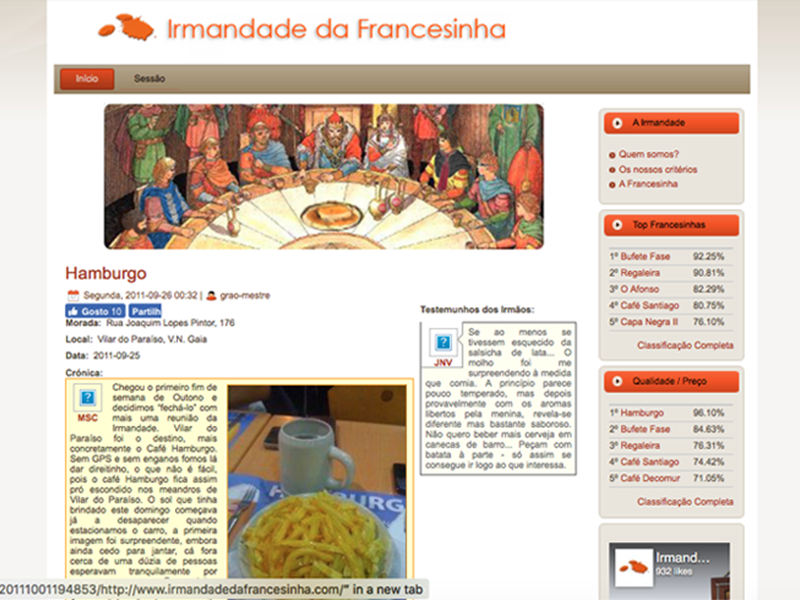 Irmandade da Francesinha
Início Sessão
Hamburgo
Segunda, 2011-09-26 00:32 | grao-mestre
Gosto 10 Partilh
Morada: Rua Joaquim Lopes Pintor, 176
Local: Vilar do Paraíso, V.N. Gaia
Data: 2011-09-25
Crónica:
MSC
Chegou o primeiro fim de
semana de Outono e
decidimos "fechá-lo" com
mais uma reunião da
Irmandade. Vilar do
Paraíso foi o destino, mais
concretamente o Café Hamburgo.
Sem GPS e sem enganos fomos lá
dar direitinho, o que não é fácil,
pois o café Hamburgo fica assim
pró escondido nos meandros de
Vilar do Paraíso. O sol que tinha
brindado este domingo começava
já a desaparecer quando
estacionamos o carro, a primeira
imagem foi surpreendente, embora
ainda cedo para jantar, cá fora
cerca de uma dúzia de pessoas
esperavam tranquilamente por
HAMBURG
Testemunhos dos Irmãos:
JNV
Se ao menos se
tivessem esquecido da
salsicha de lata... O
molho foi me
surpreendendo à medida
que comia. A princípio parece
pouco temperado, mas depois
provavelmente com os aromas
libertos pela menina, revela-se
diferente mas bastante saboroso.
Não quero beber mais cerveja em
canecas de barro... Peçam com
batata à parte - só assim se
consegue ir logo ao que interessa.
A Irmandade
Quem somos?
Os nossos critérios
A Francesinha
Top Francesinhas
1º Bufete Fase 92.25%
2º Regaleira 90.81%
3º O Afonso 82.29%
4º Café Santiago 80.75%
5º Capa Negra II 76.10%
Classificação Completa
Qualidade / Preço
1º Hamburgo 96.10%
2º Bufete Fase 84.63%
3º Regaleira 76.31%
4º Café Santiago 74.42%
5º Café Decomur 71.05%
Classificação Completa
Irmand...
932 likes
20111001194853/http://www.irmandadedafrancesinha.com/" in a new tab